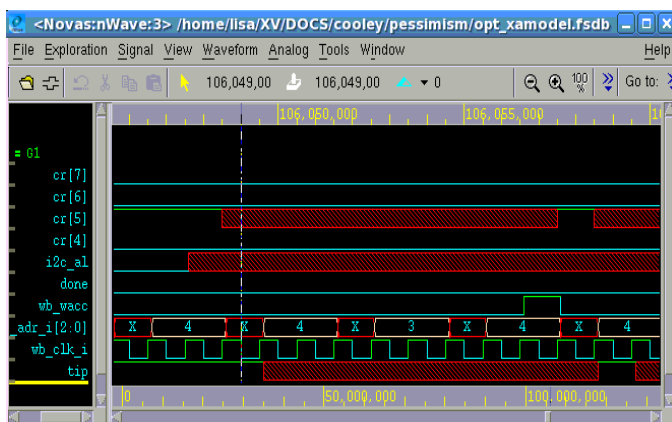 <Novas:nWave:3> /home/lisa/XV/DOCS/cooley/pessimism/opt_xamodel.fsdb
File Exploration Signal View Waveform Analog Tools Window Help
106,049,00 106,049,00 0 100 % Go to:
106,050,000 106,055,000
= G1
cr[7]
cr[6]
cr[5]
cr[4]
i2c_al
done
wb_wacc
_adr_i[2:0] X 4 X 4 X 3 X 4 X 4
wb_clk_i
tip
0 50,000,000 100,000,000